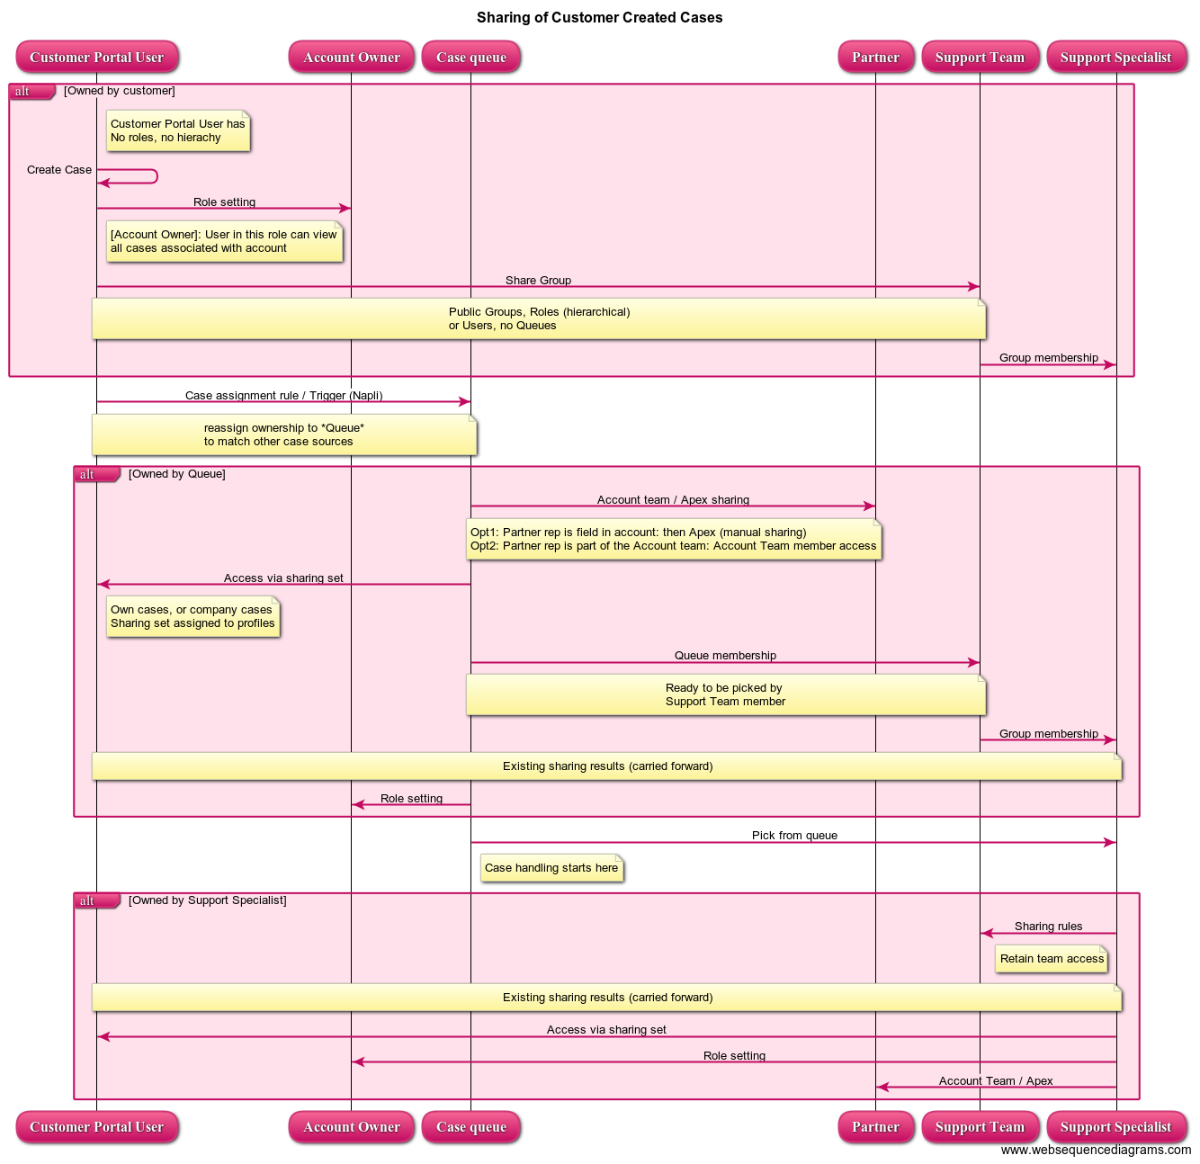 Sharing of Customer Created Cases
Customer Portal User
Account Owner
Case queue
Partner
Support Team
Support Specialist
alt
[Owned by customer]
Customer Portal User has
No roles, no hierachy
Create Case
Role setting
[Account Owner]: User in this role can view
all cases associated with account
Share Group
Public Groups, Roles (hierarchical)
or Users, no Queues
Group membership
Case assignment rule / Trigger (Napli)
reassign ownership to *Queue*
to match other case sources
alt
[Owned by Queue]
Account team / Apex sharing
Opt1: Partner rep is field in account: then Apex (manual sharing)
Opt2: Partner rep is part of the Account team: Account Team member access
Access via sharing set
Own cases, or company cases
Sharing set assigned to profiles
Queue membership
Ready to be picked by
Support Team member
Group membership
Existing sharing results (carried forward)
Role setting
Pick from queue
Case handling starts here
alt
[Owned by Support Specialist]
Sharing rules
Retain team access
Existing sharing results (carried forward)
Access via sharing set
Role setting
Account Team / Apex
Customer Portal User
Account Owner
Case queue
Partner
Support Team
Support Specialist
www.websequencediagrams.com